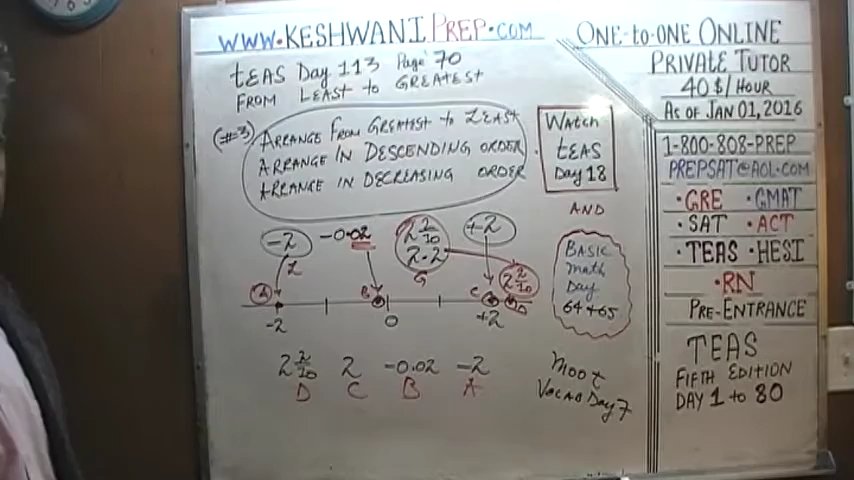 WWW.KESHWANIPREP.COM
TEAS Day 113 Page 70
FROM LEAST to GREATEST
(#3)
ARRANGE FROM GREATEST to LEAST
ARRANGE IN DESCENDING ORDER
ARRANGE IN DECREASING ORDER
WATCH
tEAS
Day 18
AND
BASIC
math
Day
64+65
-2 -0.02 2 2/10 +2
2.2
L G
A B C D
2 2/10
-2 0 +2
2 2/10 2 -0.02 -2
D C B A
moot
VOCAB Day 7
ONE-to-ONE ONLINE
PRIVATE TUTOR
40$/HOUR
AS OF JAN 01, 2016
1-800-808-PREP
PREPSAT@AOL.COM
•GRE •GMAT
•SAT •ACT
•TEAS •HESI
•RN
PRE-ENTRANCE
TEAS
FIFTH EDITION
DAY 1 to 80